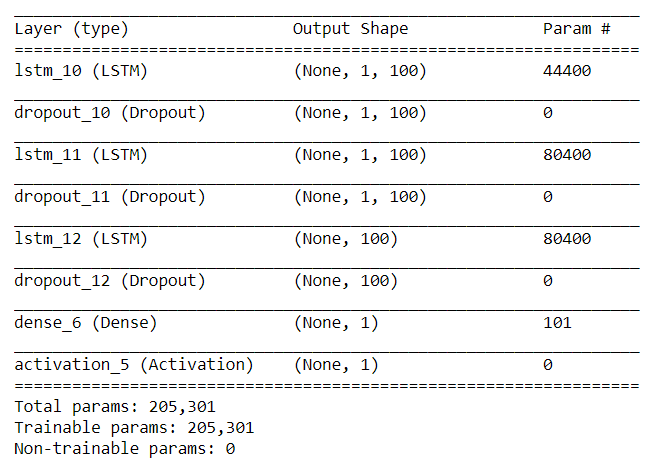 Layer (type) Output Shape Param #
lstm_10 (LSTM) (None, 1, 100) 44400
dropout_10 (Dropout) (None, 1, 100) 0
lstm_11 (LSTM) (None, 1, 100) 80400
dropout_11 (Dropout) (None, 1, 100) 0
lstm_12 (LSTM) (None, 100) 80400
dropout_12 (Dropout) (None, 100) 0
dense_6 (Dense) (None, 1) 101
activation_5 (Activation) (None, 1) 0
Total params: 205,301
Trainable params: 205,301
Non-trainable params: 0